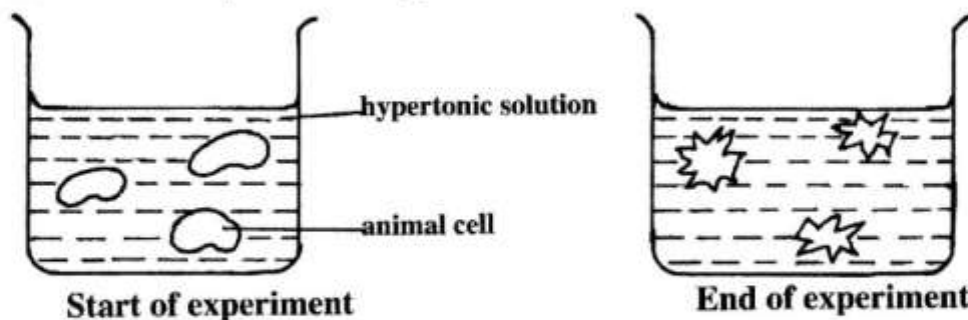 hypertonic solution
animal cell
Start of experiment
End of experiment